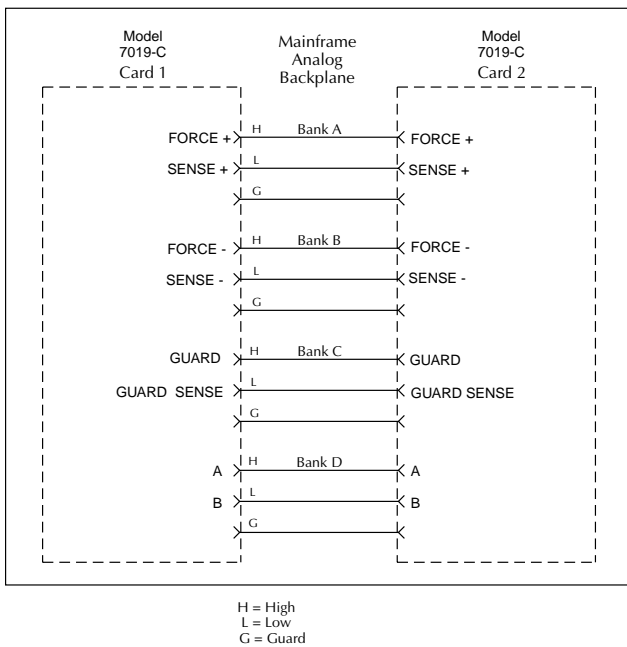 Model
7019-C
Card 1
Mainframe
Analog
Backplane
Model
7019-C
Card 2
FORCE + H Bank A FORCE +
SENSE + L SENSE +
G
FORCE - H Bank B FORCE -
SENSE - L SENSE -
G
GUARD H Bank C GUARD
GUARD SENSE L GUARD SENSE
G
A H Bank D A
B L B
G
H = High
L = Low
G = Guard